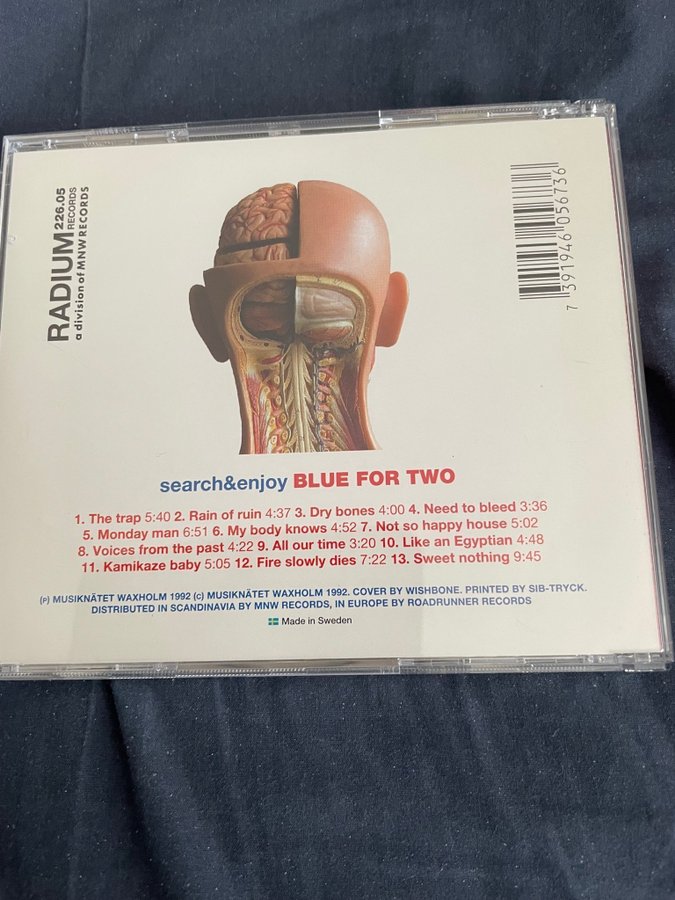 RADIUM 226.05 RECORDS
a division of MNW RECORDS
7 391946 056736
search&enjoy BLUE FOR TWO
1. The trap 5:40 2. Rain of ruin 4:37 3. Dry bones 4:00 4. Need to bleed 3:36
5. Monday man 6:51 6. My body knows 4:52 7. Not so happy house 5:02
8. Voices from the past 4:22 9. All our time 3:20 10. Like an Egyptian 4:48
11. Kamikaze baby 5:05 12. Fire slowly dies 7:22 13. Sweet nothing 9:45
(P) MUSIKNÄTET WAXHOLM 1992 (C) MUSIKNÄTET WAXHOLM 1992. COVER BY WISHBONE. PRINTED BY SIB-TRYCK.
DISTRIBUTED IN SCANDINAVIA BY MNW RECORDS, IN EUROPE BY ROADRUNNER RECORDS
Made in Sweden